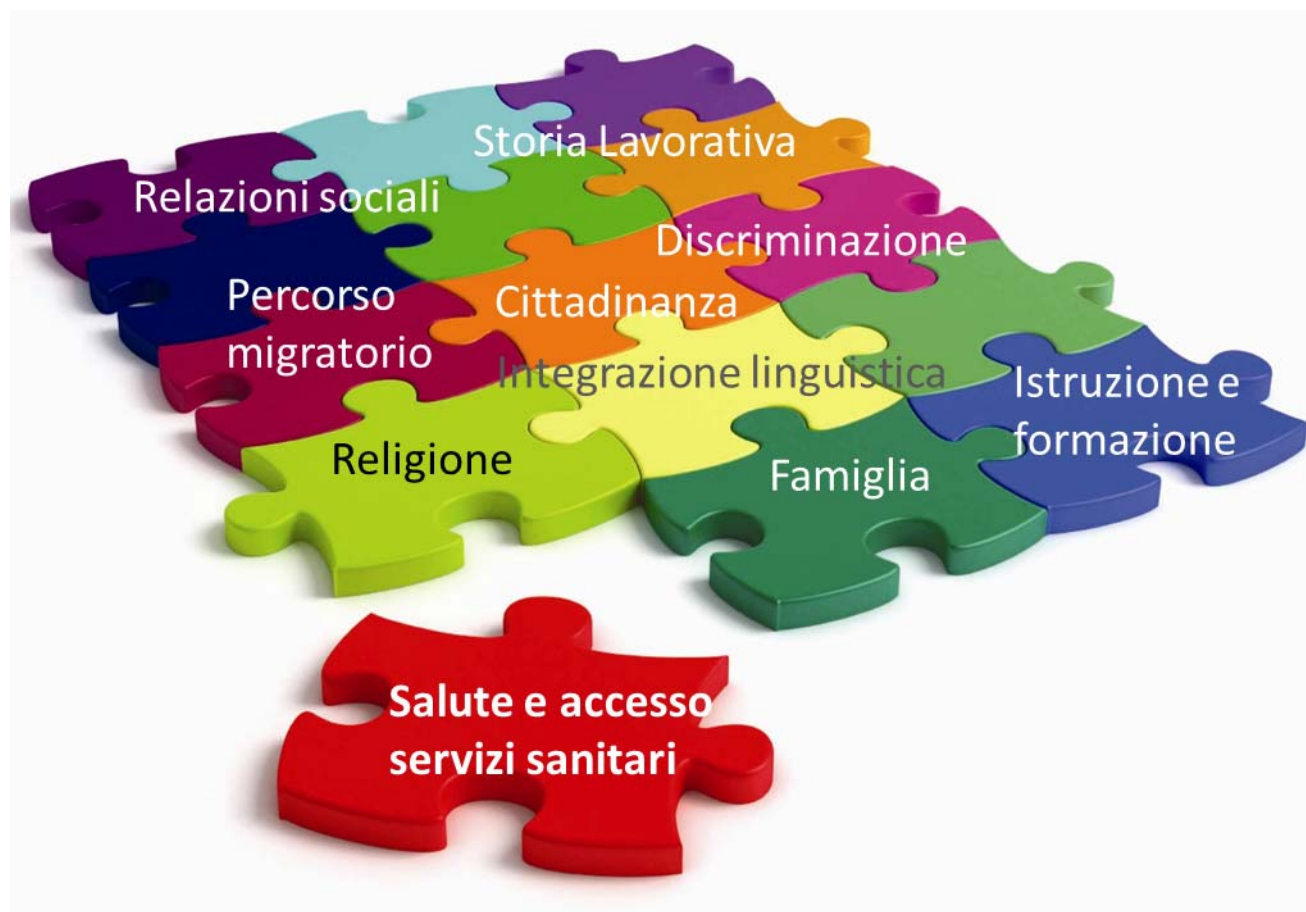 Storia Lavorativa
Relazioni sociali
Discriminazione
Percorso
migratorio
Cittadinanza
Integrazione linguistica
Istruzione e
formazione
Religione
Famiglia
Salute e accesso
servizi sanitari